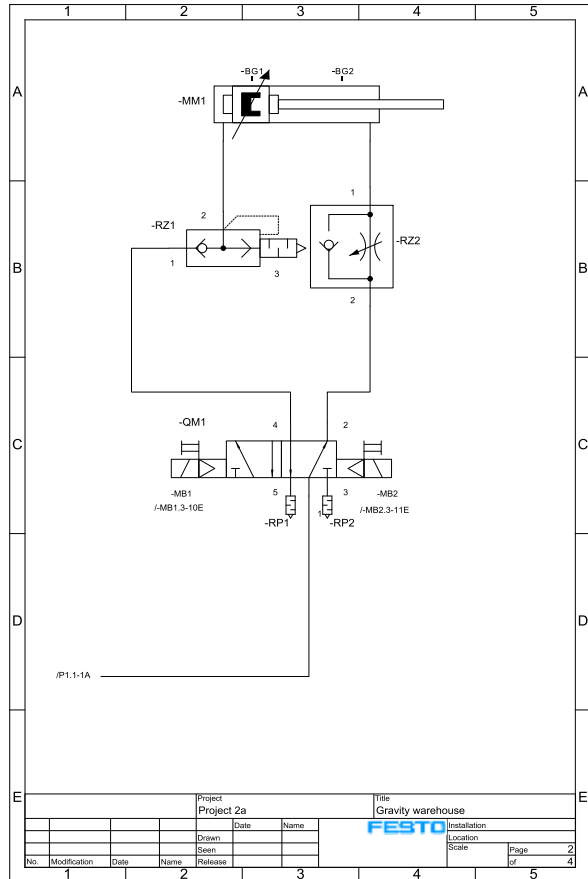 1 2 3 4 5
-BG1 -BG2
A A
-MM1
1
2
-RZ1
-RZ2
B 1 B
3
2
-QM1
4 2
C C
5 3
-MB1 -MB2
/-MB1.3-10E 1 /-MB2.3-11E
-RP1 -RP2
D D
/P1.1-1A
E E
Project Title
Project 2a Gravity warehouse
Date Name FESTO Installation
Drawn Location
Seen Scale Page 2
No. Modification Date Name Release of 4
1 2 3 4 5